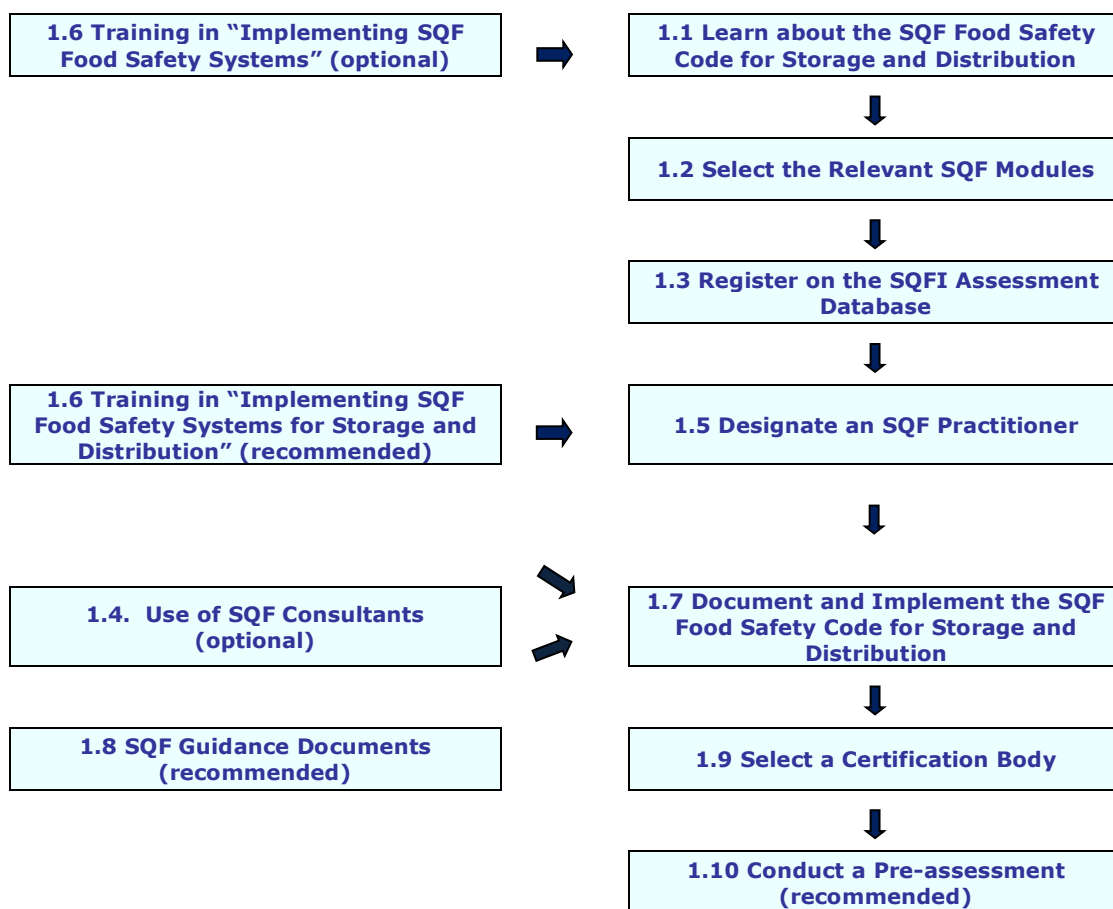 1.6 Training in “Implementing SQF
Food Safety Systems” (optional)
1.1 Learn about the SQF Food Safety
Code for Storage and Distribution
1.2 Select the Relevant SQF Modules
1.3 Register on the SQFI Assessment
Database
1.6 Training in “Implementing SQF
Food Safety Systems for Storage and
Distribution” (recommended)
1.5 Designate an SQF Practitioner
1.4. Use of SQF Consultants
(optional)
1.7 Document and Implement the SQF
Food Safety Code for Storage and
Distribution
1.8 SQF Guidance Documents
(recommended)
1.9 Select a Certification Body
1.10 Conduct a Pre-assessment
(recommended)